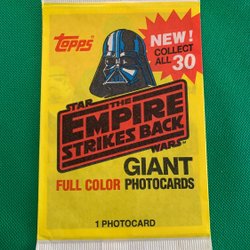 Topps
NEW!
COLLECT
ALL 30
STAR
THE
EMPIRE
STRIKES BACK
WARS
GIANT
FULL COLOR PHOTOCARDS
1 PHOTOCARD